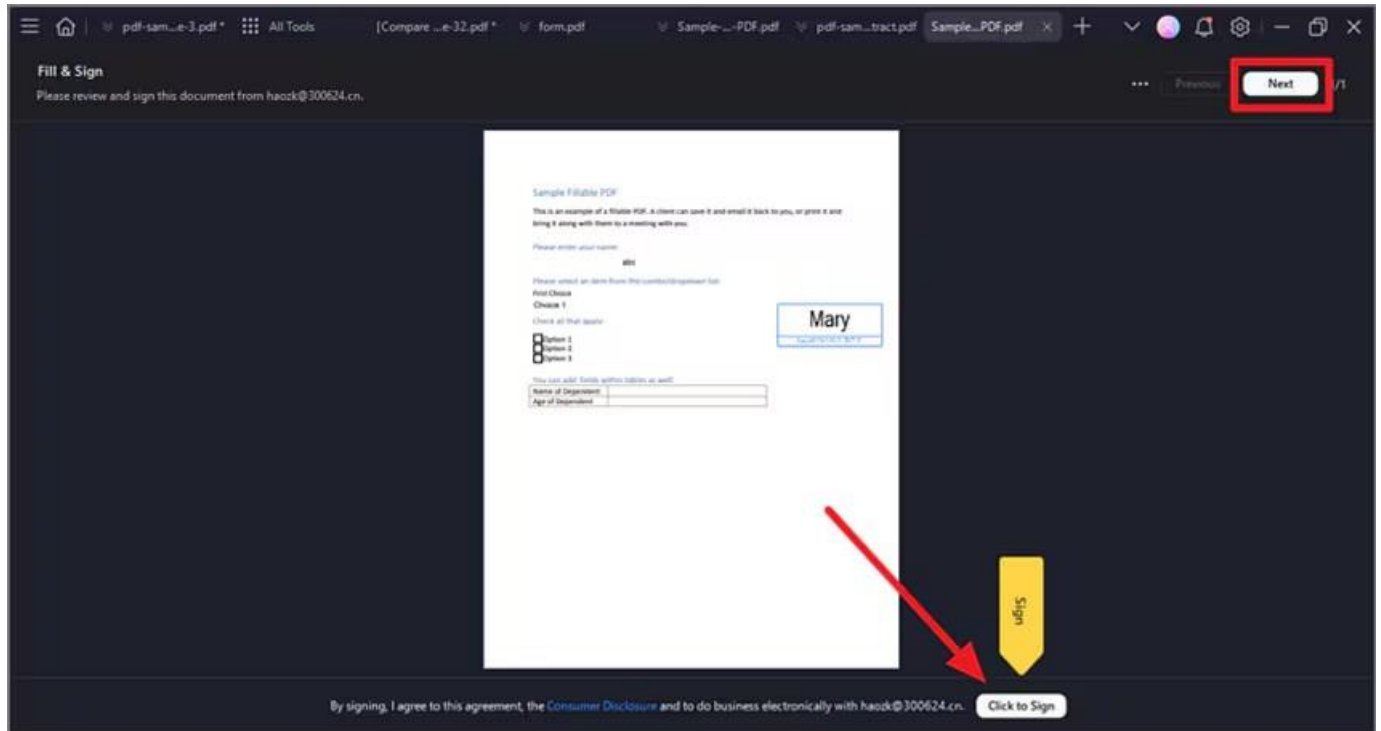 pdf-sam...e-3.pdf * All Tools [Compare ...e-32.pdf * form.pdf Sample-...-PDF.pdf pdf-sam...tract.pdf Sample...PDF.pdf
Fill & Sign
Please review and sign this document from haozk@300624.cn.
Previous Next /1
Sample Fillable PDF
This is an example of a fillable PDF. A client can save it and email it back to you, or print it and
bring it along with them to a meeting with you.
Please enter your name:
abc
Please select an item from the combo/dropdown list:
First Choice
Choice 1
Check all that apply:
Option 1
Option 2
Option 3
Mary
You can add fields within tables as well:
Name of Dependent
Age of Dependent
Sign
By signing, I agree to this agreement, the Consumer Disclosure and to do business electronically with haozk@300624.cn. Click to Sign